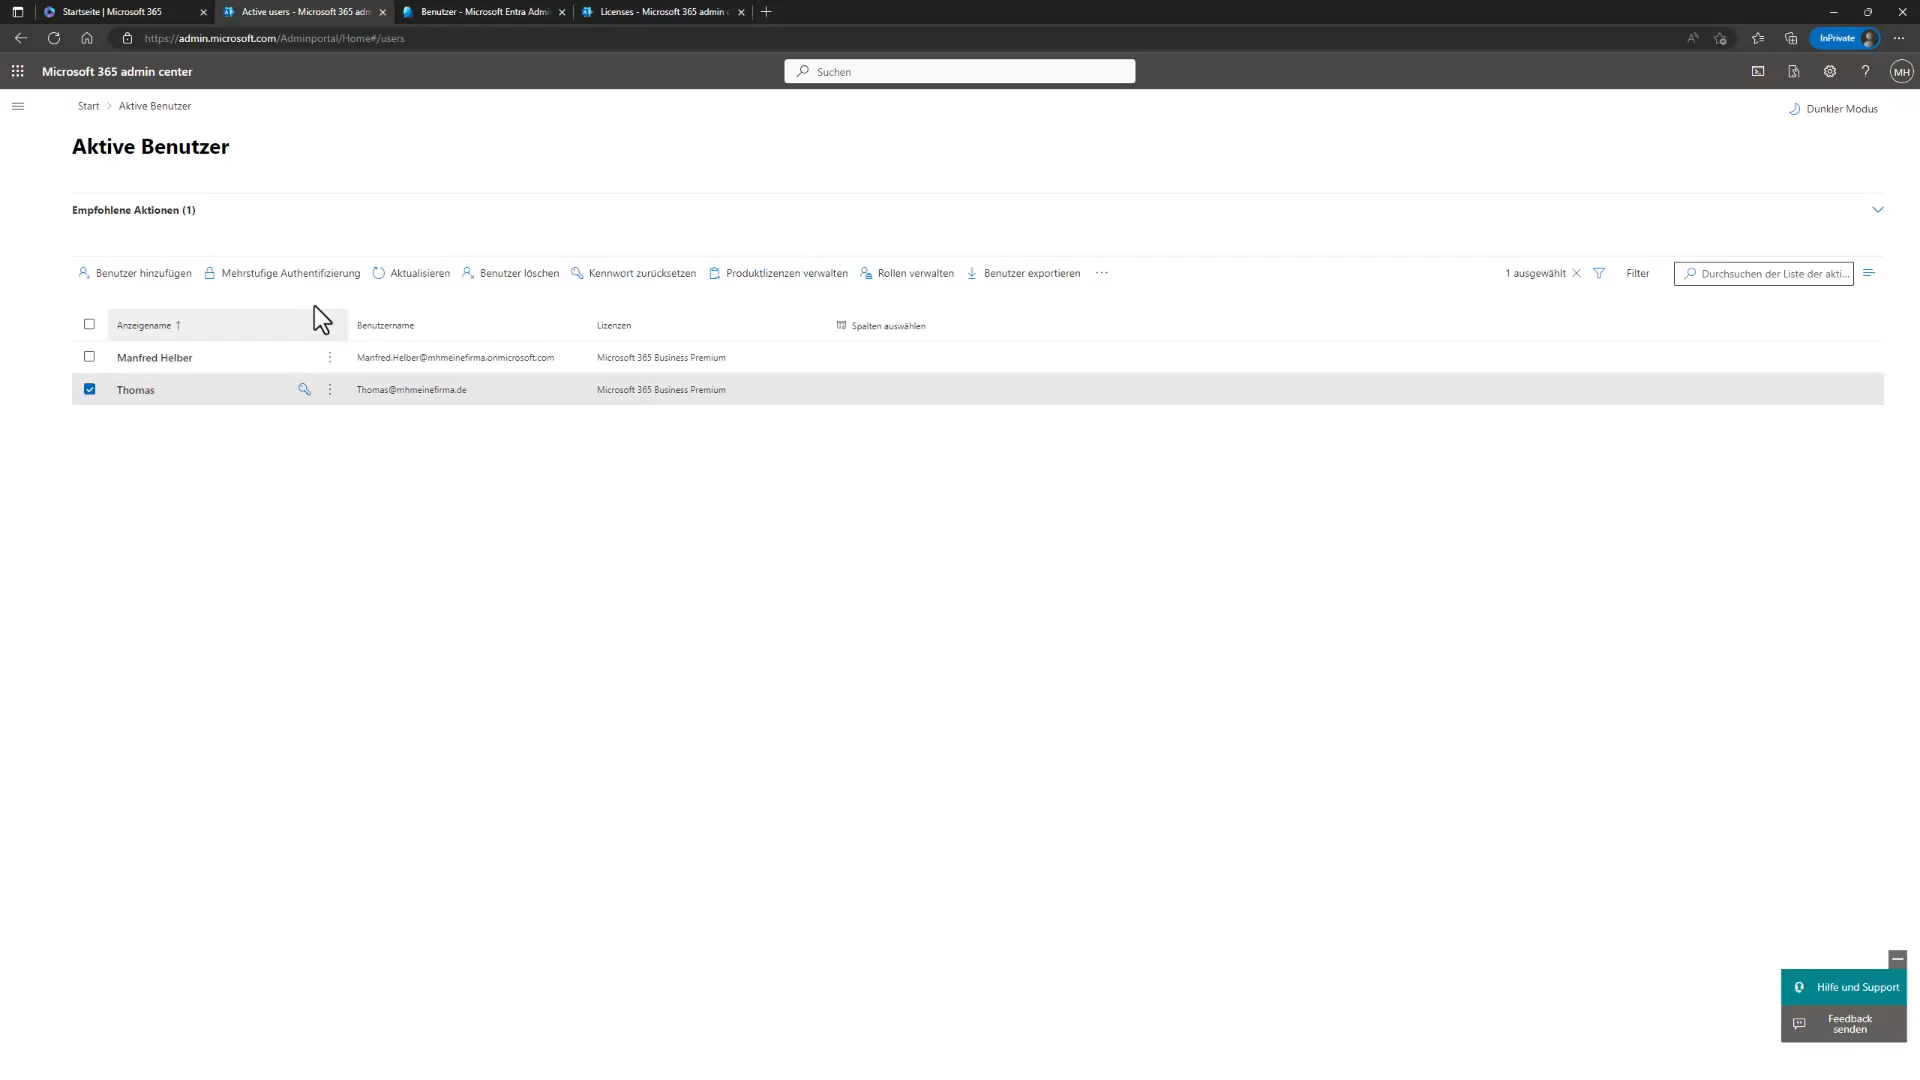 Startseite | Microsoft 365
Active users - Microsoft 365 adm
Benutzer - Microsoft Entra Admi
Licenses - Microsoft 365 admin
https://admin.microsoft.com/Adminportal/Home#/users
InPrivate
Microsoft 365 admin center
Suchen
MH
Start > Aktive Benutzer
Dunkler Modus
Aktive Benutzer
Empfohlene Aktionen (1)
Benutzer hinzufügen Mehrstufige Authentifizierung Aktualisieren Benutzer löschen Kennwort zurücksetzen Produktlizenzen verwalten Rollen verwalten Benutzer exportieren ... 1 ausgewählt Filter Durchsuchen der Liste der akti...
Anzeigename ↑ Benutzername Lizenzen Spalten auswählen
Manfred Helber Manfred.Helber@mhmeinefirma.onmicrosoft.com Microsoft 365 Business Premium
Thomas Thomas@mhmeinefirma.de Microsoft 365 Business Premium
Hilfe und Support
Feedback
senden